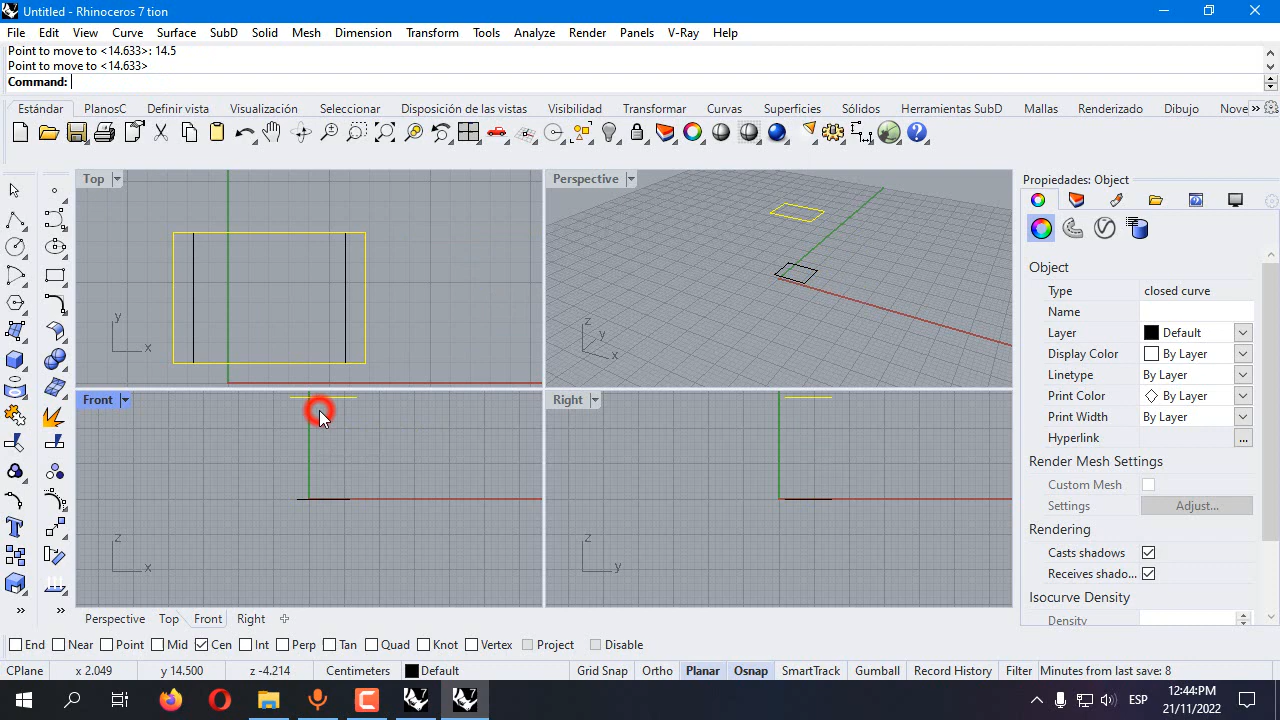 Untitled - Rhinoceros 7 tion
File Edit View Curve Surface SubD Solid Mesh Dimension Transform Tools Analyze Render Panels V-Ray Help
Point to move to <14.633>: 14.5
Point to move to <14.633>
Command:
Estándar PlanosC Definir vista Visualización Seleccionar Disposición de las vistas Visibilidad Transformar Curvas Superficies Sólidos Herramientas SubD Mallas Renderizado Dibujo Nove »
Top Perspective
Propiedades: Object
Object
Type closed curve
Name
Layer Default
Display Color By Layer
Linetype By Layer
Print Color By Layer
Print Width By Layer
Hyperlink ...
Render Mesh Settings
Custom Mesh
Settings Adjust...
Rendering
Casts shadows
Receives shado...
Isocurve Density
Density
y x
z y x
Front Right
z x
z y
» »
Perspective Top Front Right
End Near Point Mid Cen Int Perp Tan Quad Knot Vertex Project Disable
CPlane x 2.049 y 14.500 z -4.214 Centimeters Default Grid Snap Ortho Planar Osnap SmartTrack Gumball Record History Filter Minutes from last save: 8
ESP 12:44:PM
21/11/2022